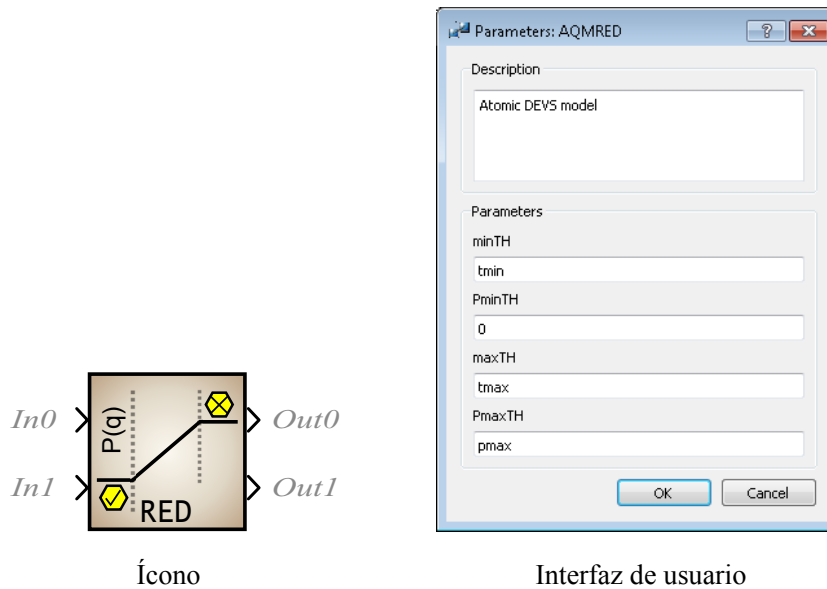 Parameters: AQMRED
Description
Atomic DEVS model
Parameters
minTH
tmin
PminTH
0
maxTH
tmax
PmaxTH
pmax
OK Cancel
In0
In1
P(q)
RED
Out0
Out1
Ícono
Interfaz de usuario